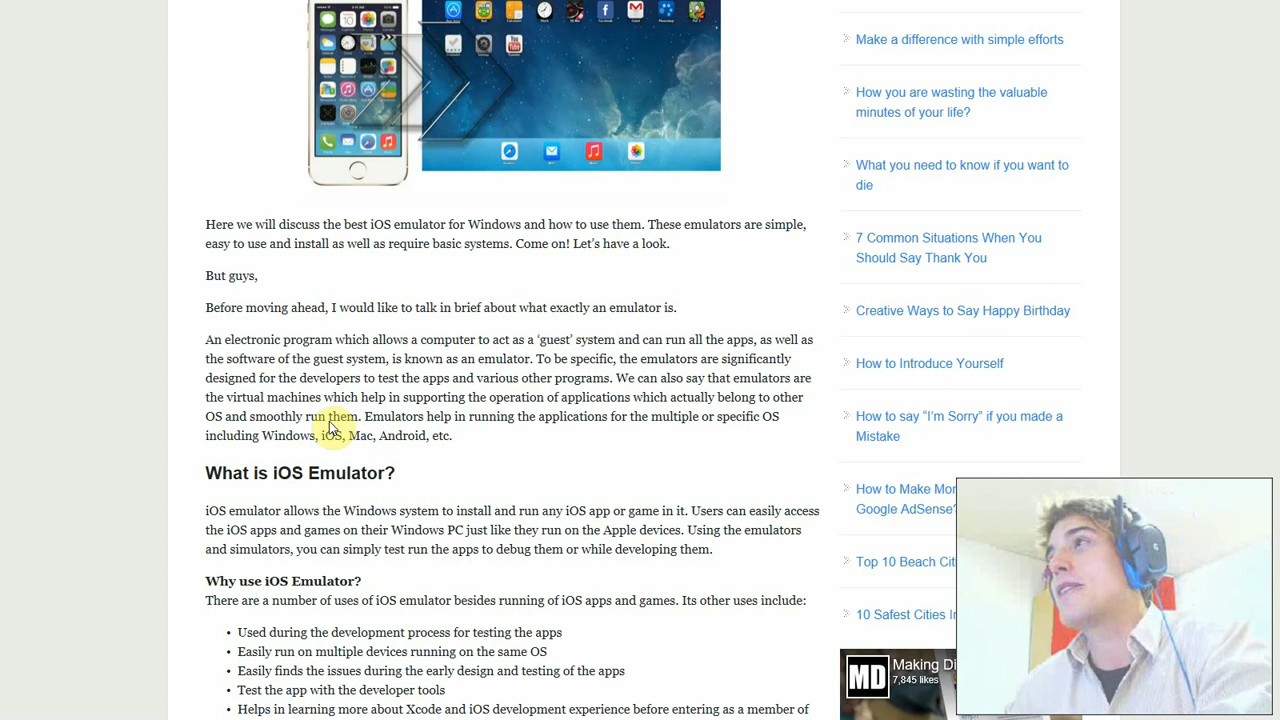 Make a difference with simple efforts
How you are wasting the valuable
minutes of your life?
What you need to know if you want to
die
7 Common Situations When You
Should Say Thank You
Creative Ways to Say Happy Birthday
How to Introduce Yourself
How to say “I’m Sorry” if you made a
Mistake
How to Make
Google AdSense?
Top 10 Beach
10 Safest Cities
MD
Making
7,845 likes
Here we will discuss the best iOS emulator for Windows and how to use them. These emulators are simple,
easy to use and install as well as require basic systems. Come on! Let’s have a look.
But guys,
Before moving ahead, I would like to talk in brief about what exactly an emulator is.
An electronic program which allows a computer to act as a ‘guest’ system and can run all the apps, as well as
the software of the guest system, is known as an emulator. To be specific, the emulators are significantly
designed for the developers to test the apps and various other programs. We can also say that emulators are
the virtual machines which help in supporting the operation of applications which actually belong to other
OS and smoothly run them. Emulators help in running the applications for the multiple or specific OS
including Windows, iOS, Mac, Android, etc.
What is iOS Emulator?
iOS emulator allows the Windows system to install and run any iOS app or game in it. Users can easily access
the iOS apps and games on their Windows PC just like they run on the Apple devices. Using the emulators
and simulators, you can simply test run the apps to debug them or while developing them.
Why use iOS Emulator?
There are a number of uses of iOS emulator besides running of iOS apps and games. Its other uses include:
• Used during the development process for testing the apps
• Easily run on multiple devices running on the same OS
• Easily finds the issues during the early design and testing of the apps
• Test the app with the developer tools
• Helps in learning more about Xcode and iOS development experience before entering as a member of